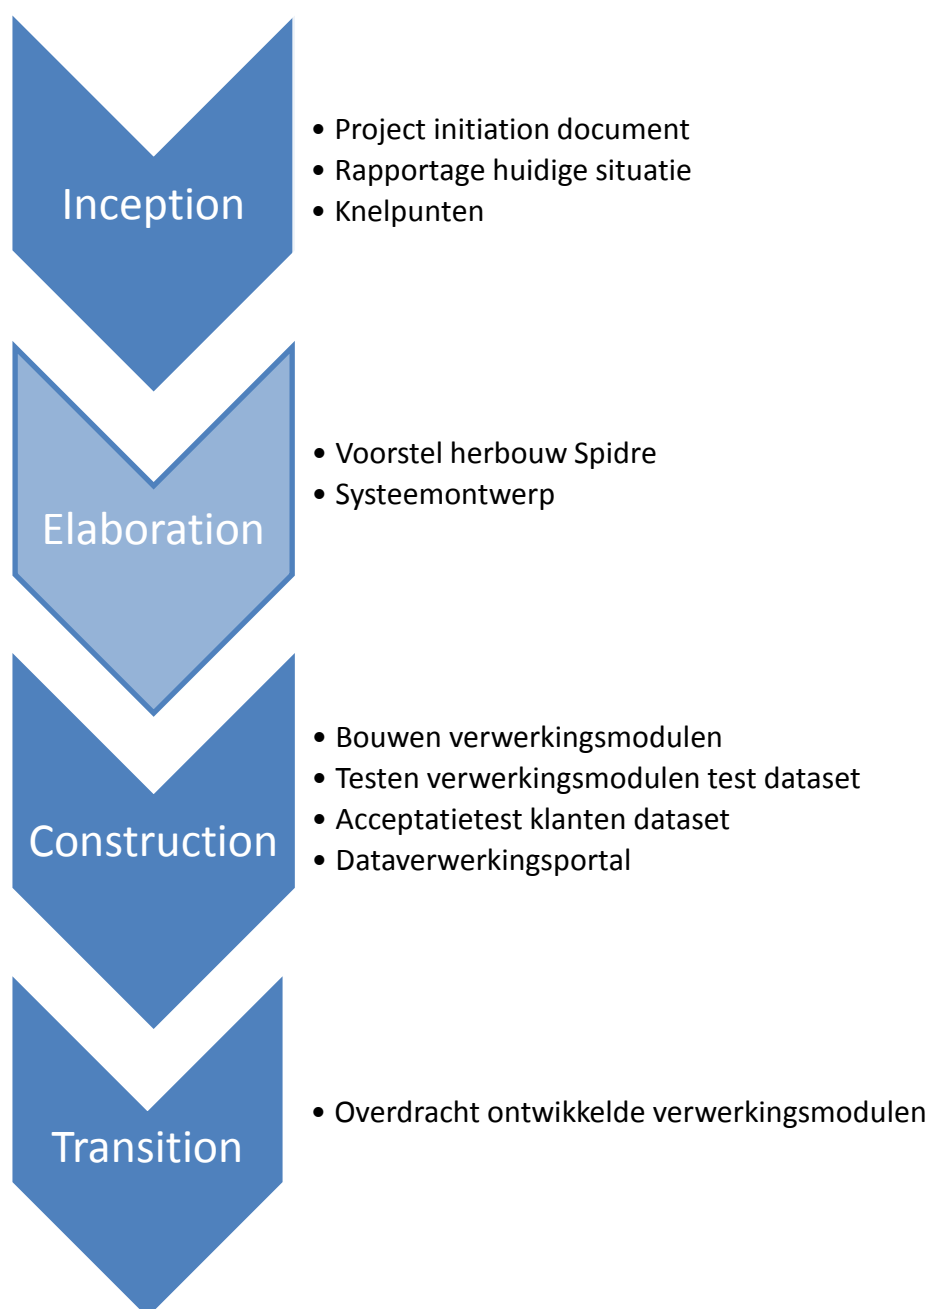 Inception
• Project initiation document
• Rapportage huidige situatie
• Knelpunten
Elaboration
• Voorstel herbouw Spidre
• Systeemontwerp
Construction
• Bouwen verwerkingsmodulen
• Testen verwerkingsmodulen test dataset
• Acceptatietest klanten dataset
• Dataverwerkingsportal
Transition
• Overdracht ontwikkelde verwerkingsmodulen